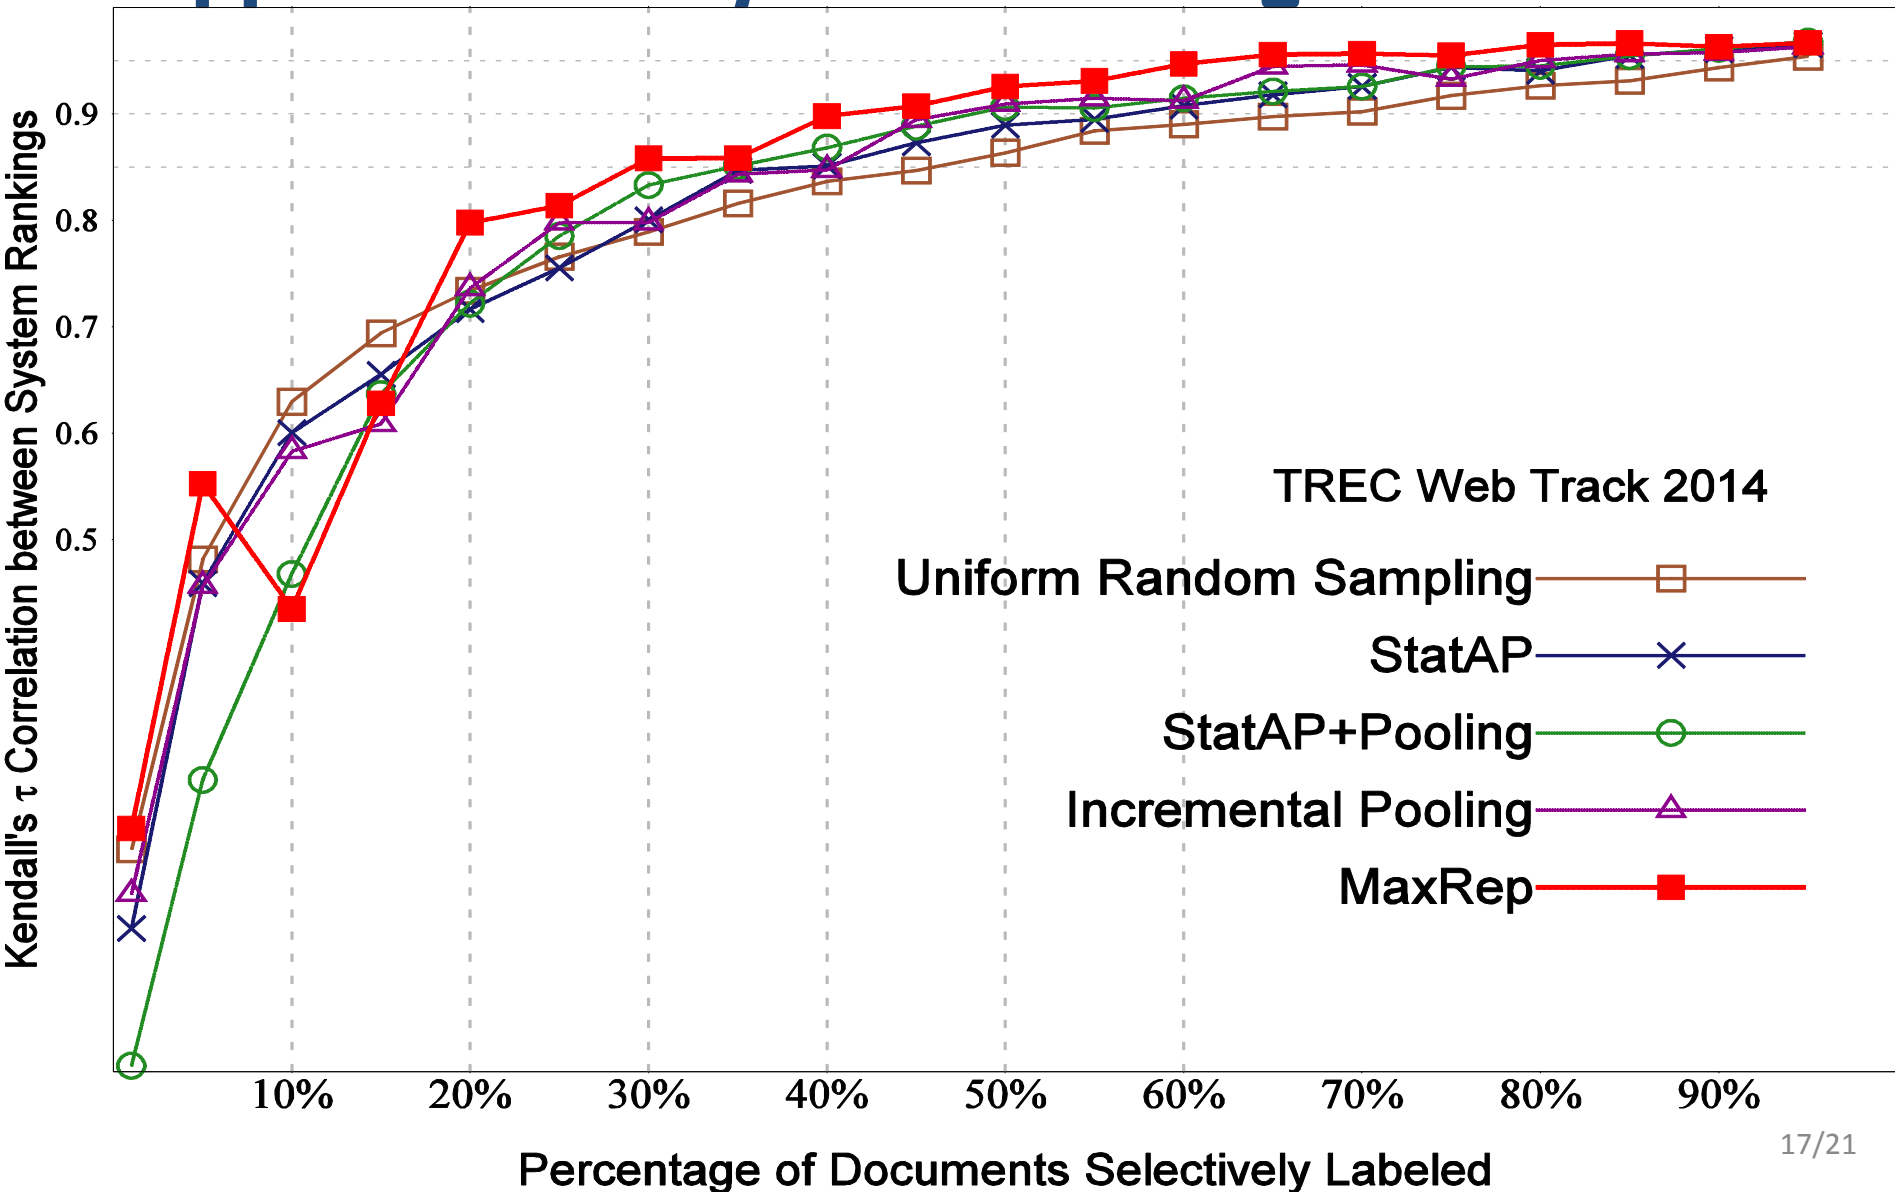 Kendall's τ Correlation between System Rankings
0.9
0.8
0.7
0.6
0.5
TREC Web Track 2014
Uniform Random Sampling
StatAP
StatAP+Pooling
Incremental Pooling
MaxRep
10% 20% 30% 40% 50% 60% 70% 80% 90%
Percentage of Documents Selectively Labeled
17/21